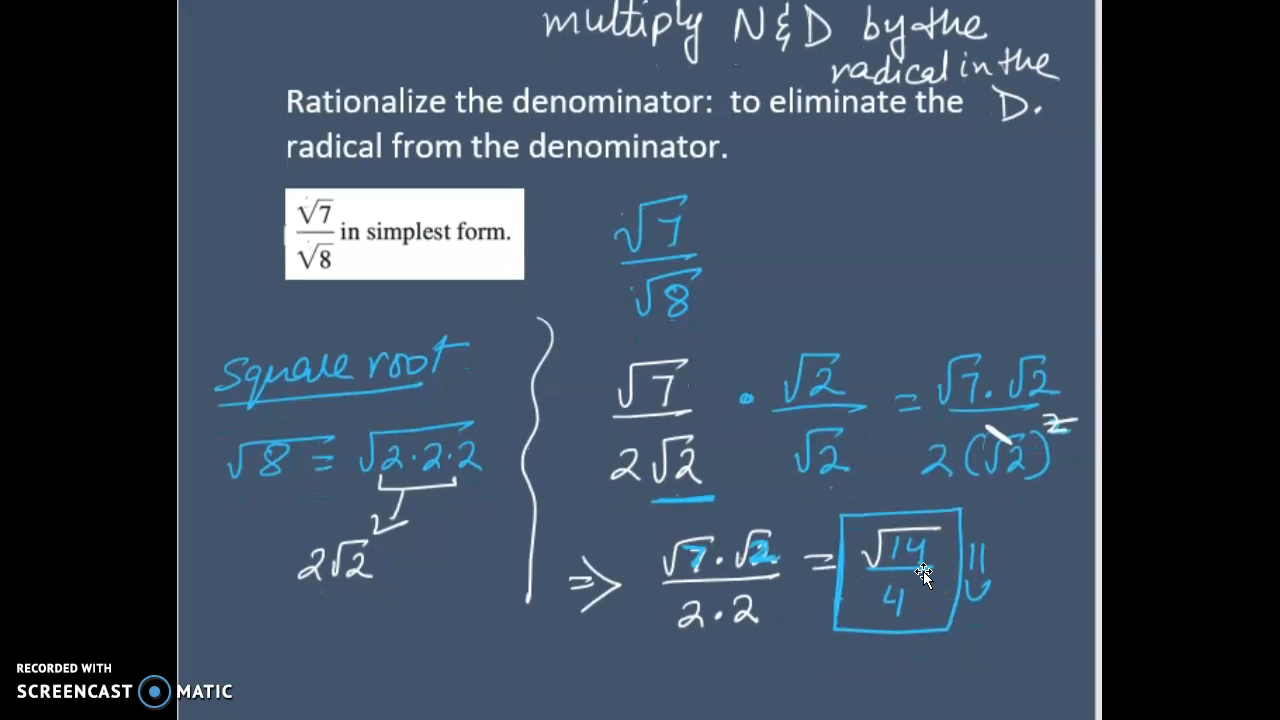 multiply N & D by the
radical in the
Rationalize the denominator: to eliminate the D.
radical from the denominator.
√7 / √8 in simplest form.
√7 / √8
square root
√8 = √2·2·2
2√2
√7 / 2√2 · √2 / √2 = √7·√2 / 2(√2)²
⇒ √7·√2 / 2·2 = √14 / 4
RECORDED WITH
SCREENCAST MATIC